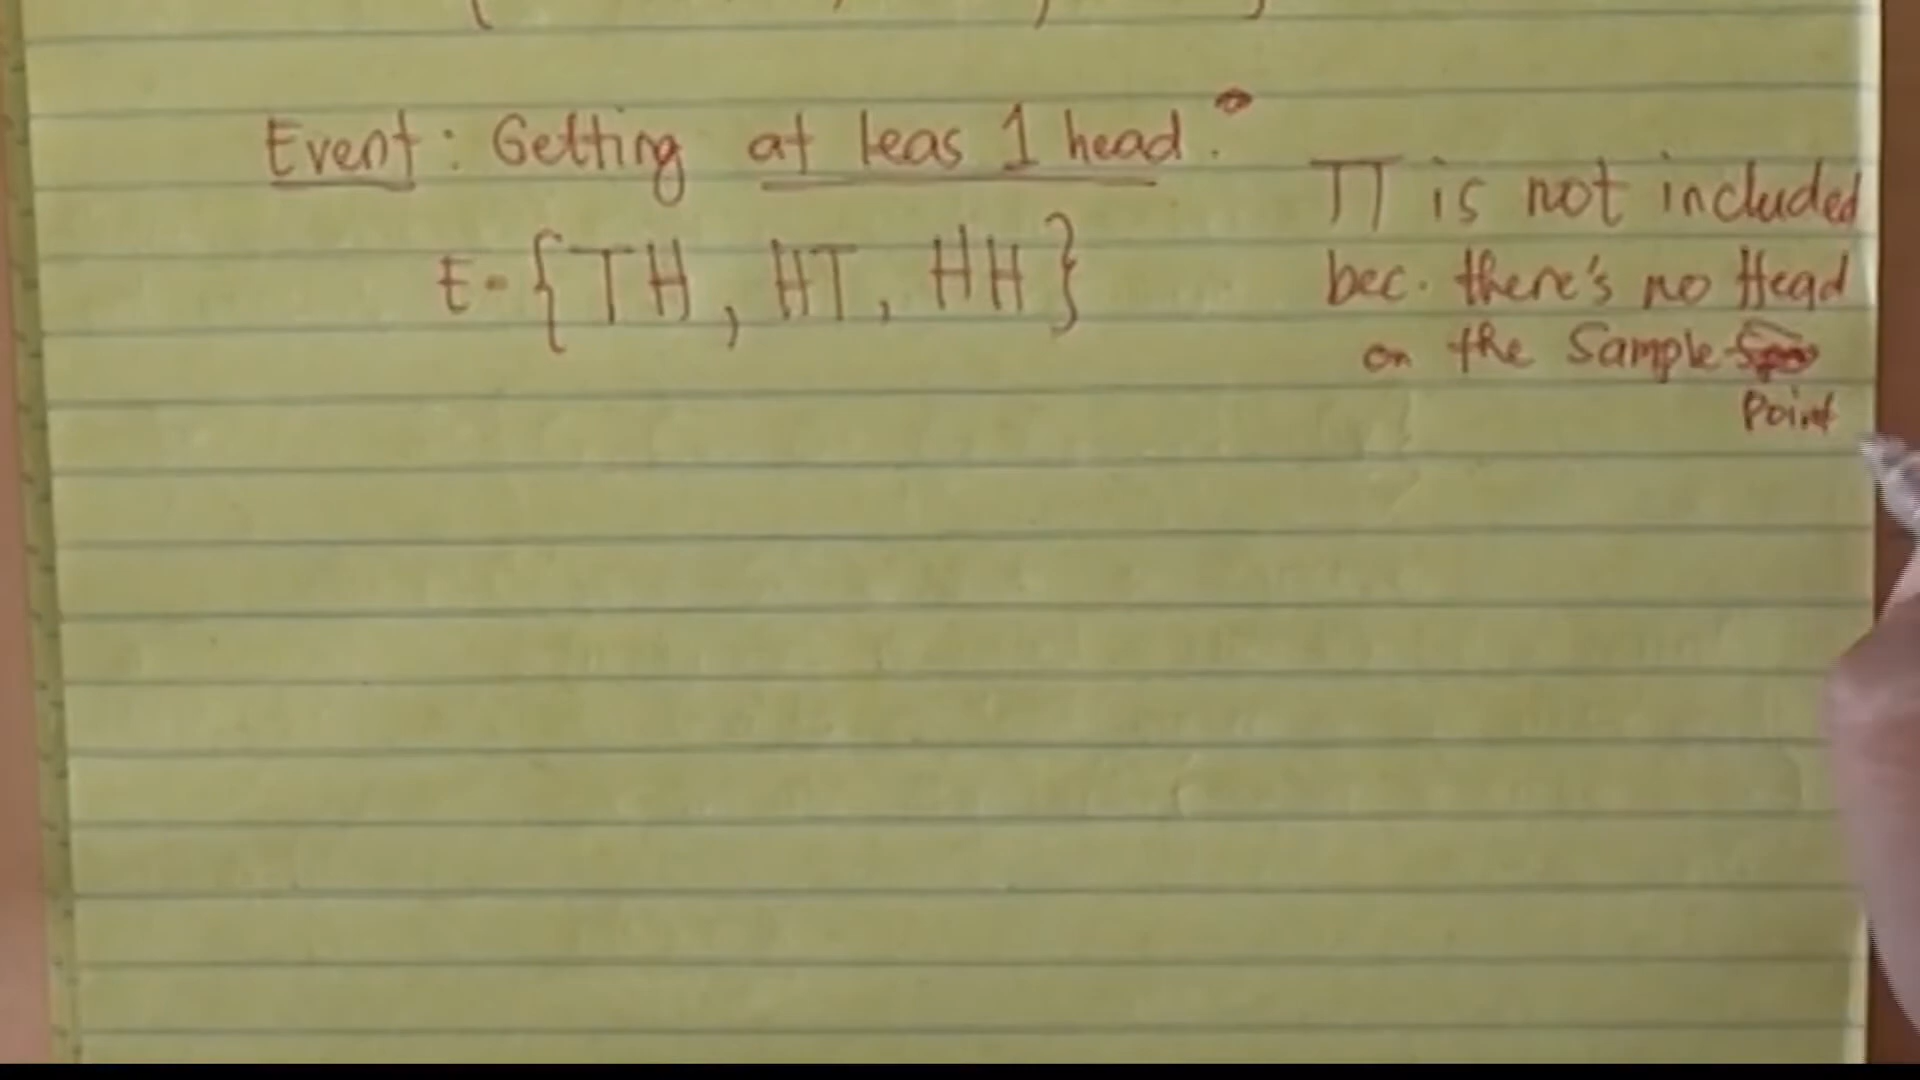 Event: Getting at leas 1 head.
E = {TH, HT, HH}
TT is not included
bec. there's no Head
on the Sample
Point